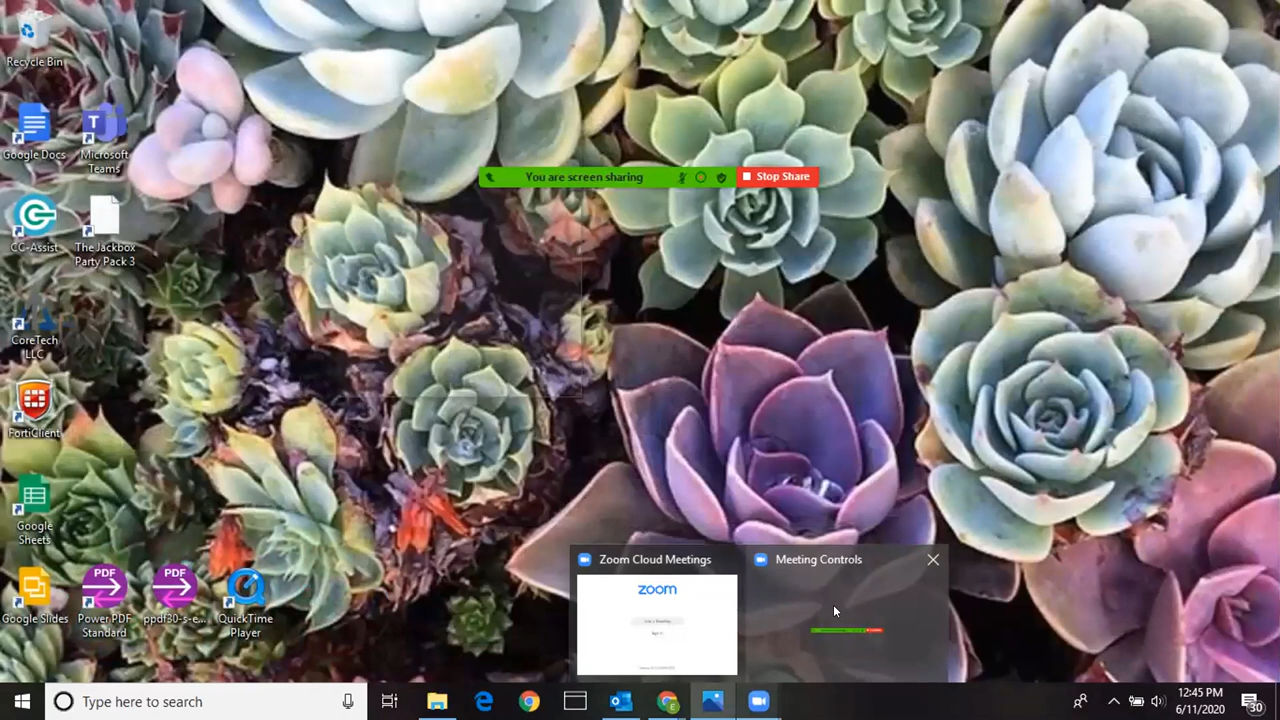 Recycle Bin
Google Docs
T
Microsoft
Teams
You are screen sharing
Stop Share
CC-Assist
The Jackbox
Party Pack 3
CoreTech
LLC
FortiClient
Google
Sheets
Google Slides
PDF
Power PDF
Standard
PDF
ppdf30-s-e...
QuickTime
Player
Zoom Cloud Meetings
zoom
Meeting Controls
Type here to search
E
12:45 PM
6/11/2020
30